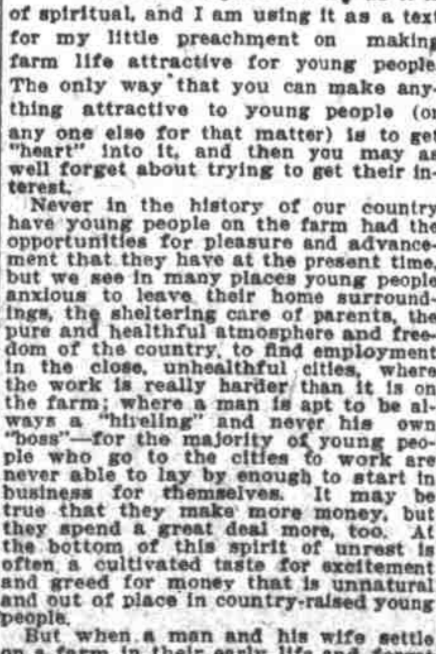 of spiritual, and I am using it as a text
for my little preachment on making
farm life attractive for young people.
The only way that you can make any-
thing attractive to young people (or
any one else for that matter) is to get
"heart" into it, and then you may as
well forget about trying to get their in-
terest.
Never in the history of our country
have young people on the farm had the
opportunities for pleasure and advance-
ment that they have at the present time,
but we see in many places young people
anxious to leave their home surround-
ings, the sheltering care of parents, the
pure and healthful atmosphere and free-
dom of the country, to find employment
in the close, unhealthful cities, where
the work is really harder than it is on
the farm; where a man is apt to be al-
ways a "hireling" and never his own
"boss"—for the majority of young peo-
ple who go to the cities to work are
never able to lay by enough to start in
business for themselves. It may be
true that they make more money, but
they spend a great deal more, too. At
the bottom of this spirit of unrest is
often a cultivated taste for excitement
and greed for money that is unnatural
and out of place in country-raised young
people.
But when a man and his wife settle
on a farm in their early life and